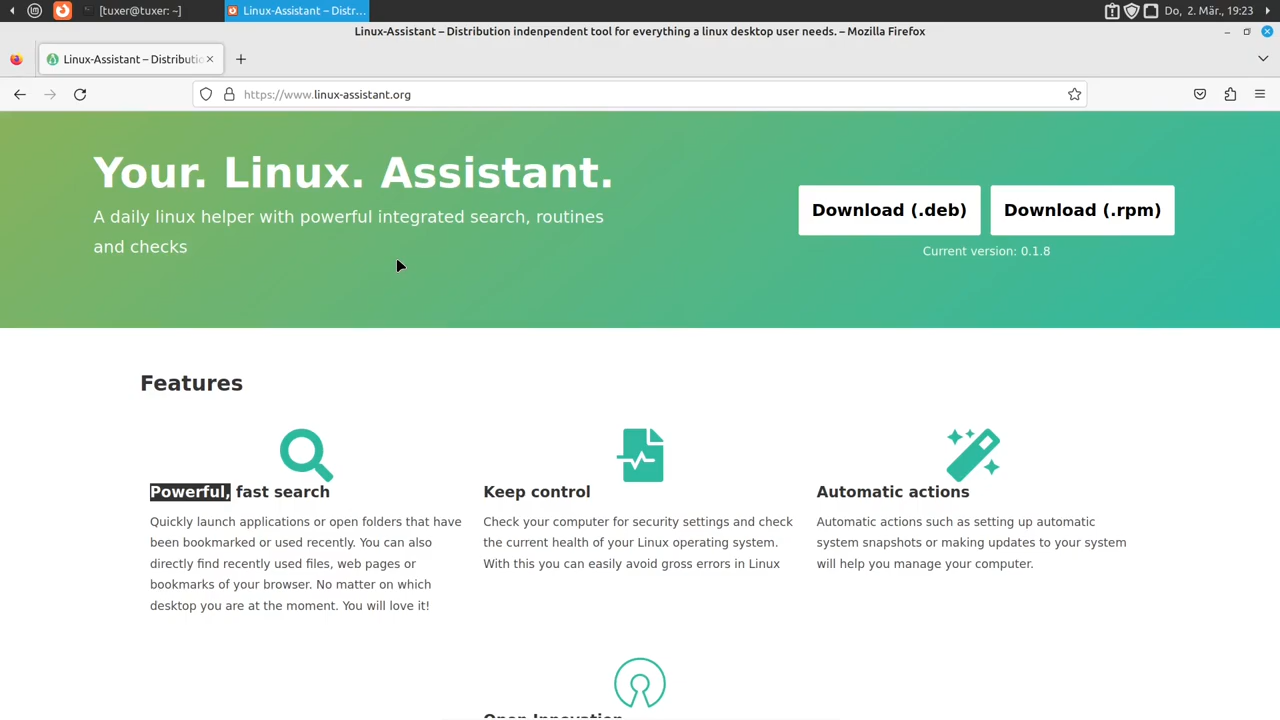 [tuxer@tuxer: ~]
Linux-Assistant – Distr...
Do, 2. Mär., 19:23
Linux-Assistant – Distribution indenpendent tool for everything a linux desktop user needs. – Mozilla Firefox
Linux-Assistant – Distributio
https://www.linux-assistant.org
Your. Linux. Assistant.
A daily linux helper with powerful integrated search, routines
and checks
Download (.deb)
Download (.rpm)
Current version: 0.1.8
Features
Powerful, fast search
Quickly launch applications or open folders that have
been bookmarked or used recently. You can also
directly find recently used files, web pages or
bookmarks of your browser. No matter on which
desktop you are at the moment. You will love it!
Keep control
Check your computer for security settings and check
the current health of your Linux operating system.
With this you can easily avoid gross errors in Linux
Automatic actions
Automatic actions such as setting up automatic
system snapshots or making updates to your system
will help you manage your computer.
Open Innovation